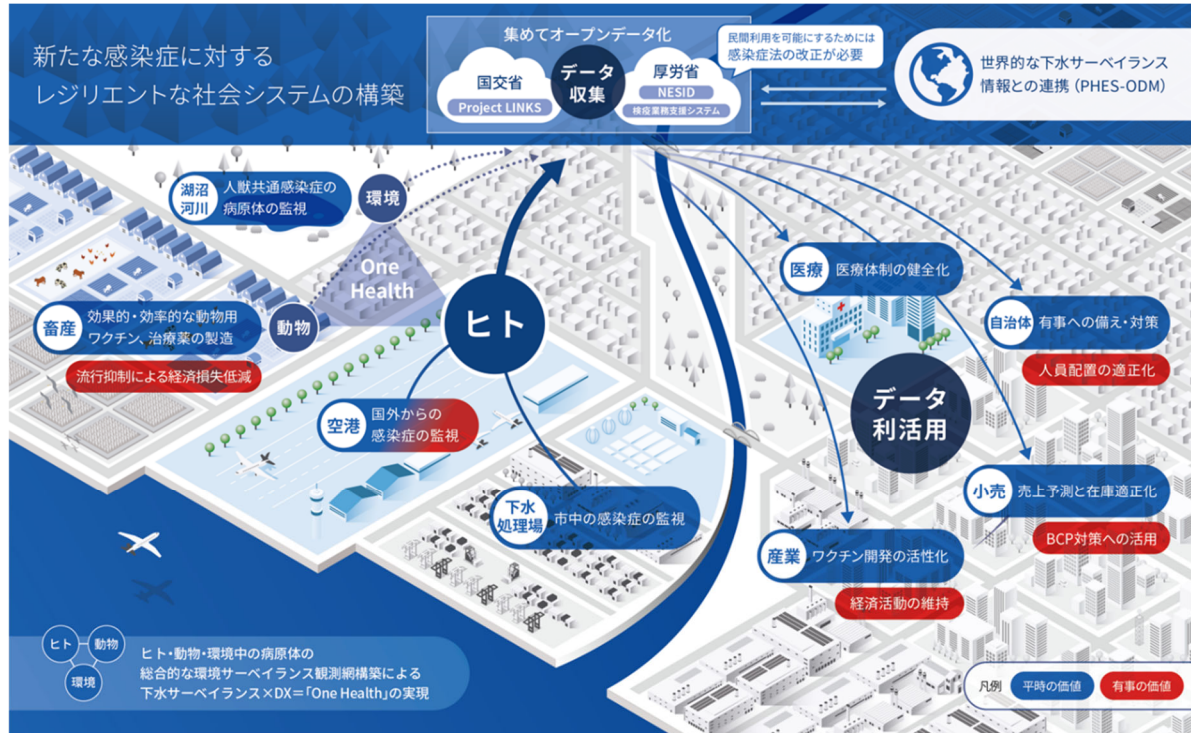 新たな感染症に対する
レジリエントな社会システムの構築
集めてオープンデータ化
国交省
Project LINKS
データ
収集
厚労省
NESID
検疫業務支援システム
民間利用を可能にするためには
感染症法の改正が必要
世界的な下水サーベイランス
情報との連携（PHES-ODM）
湖沼
河川
人獣共通感染症の
病原体の監視
環境
One
Health
畜産
効果的・効率的な動物用
ワクチン、治療薬の製造
動物
流行抑制による経済損失低減
ヒト
空港
国外からの
感染症の監視
下水
処理場
市中の感染症の監視
医療
医療体制の健全化
自治体
有事への備え・対策
人員配置の適正化
データ
利活用
小売
売上予測と在庫適正化
BCP対策への活用
産業
ワクチン開発の活性化
経済活動の維持
ヒト
動物
環境
ヒト・動物・環境中の病原体の
総合的な環境サーベイランス観測網構築による
下水サーベイランス×DX＝「One Health」の実現
凡例
平時の価値
有事の価値